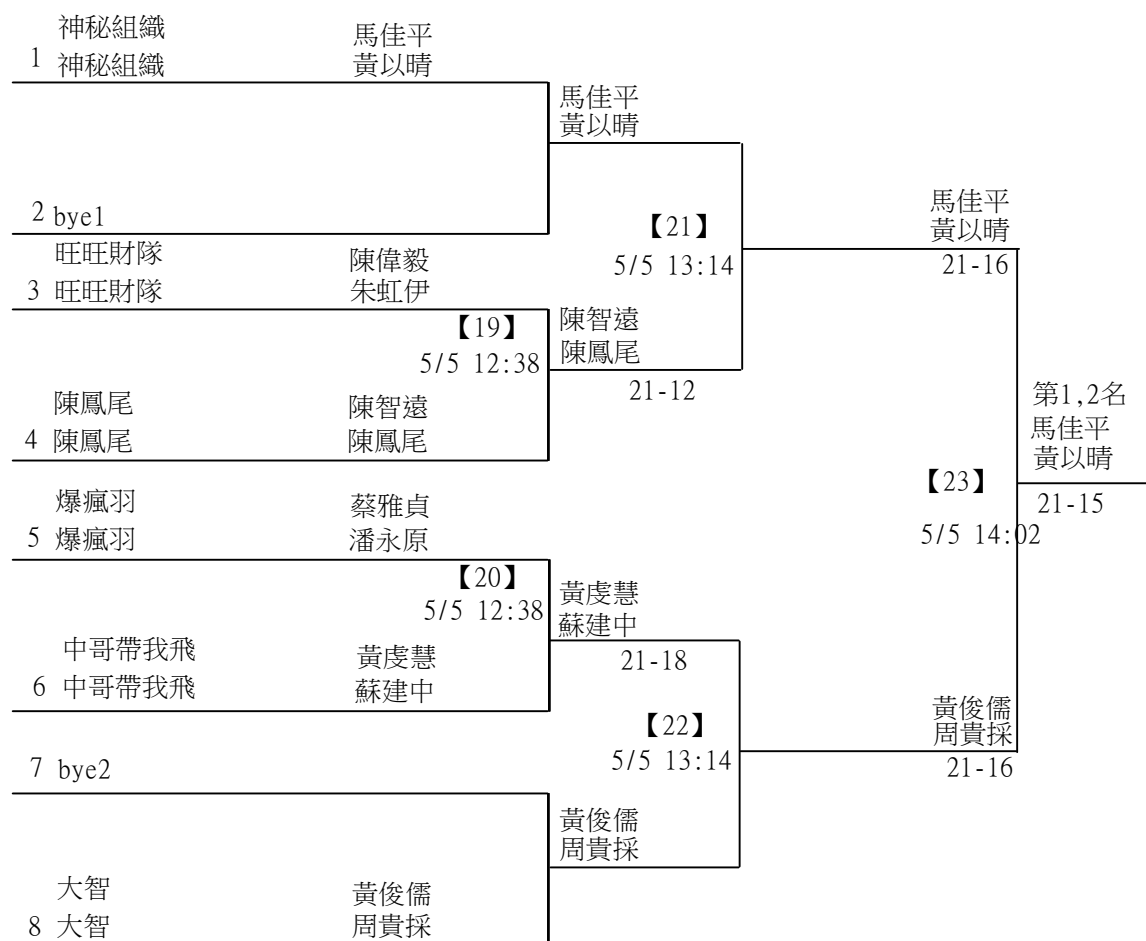 神秘組織 馬佳平
1 神秘組織 黃以晴
馬佳平
黃以晴
2 bye1
【21】
5/5 13:14
馬佳平
黃以晴
21-16
旺旺財隊 陳偉毅
3 旺旺財隊 朱虹伊
【19】
5/5 12:38
陳智遠
陳鳳尾
21-12
陳鳳尾 陳智遠
4 陳鳳尾 陳鳳尾
第1,2名
馬佳平
黃以晴
21-15
【23】
5/5 14:02
爆瘋羽 蔡雅貞
5 爆瘋羽 潘永原
【20】
5/5 12:38
黃虔慧
蘇建中
21-18
中哥帶我飛 黃虔慧
6 中哥帶我飛 蘇建中
【22】
5/5 13:14
黃俊儒
周貴採
21-16
7 bye2
黃俊儒
周貴採
大智 黃俊儒
8 大智 周貴採